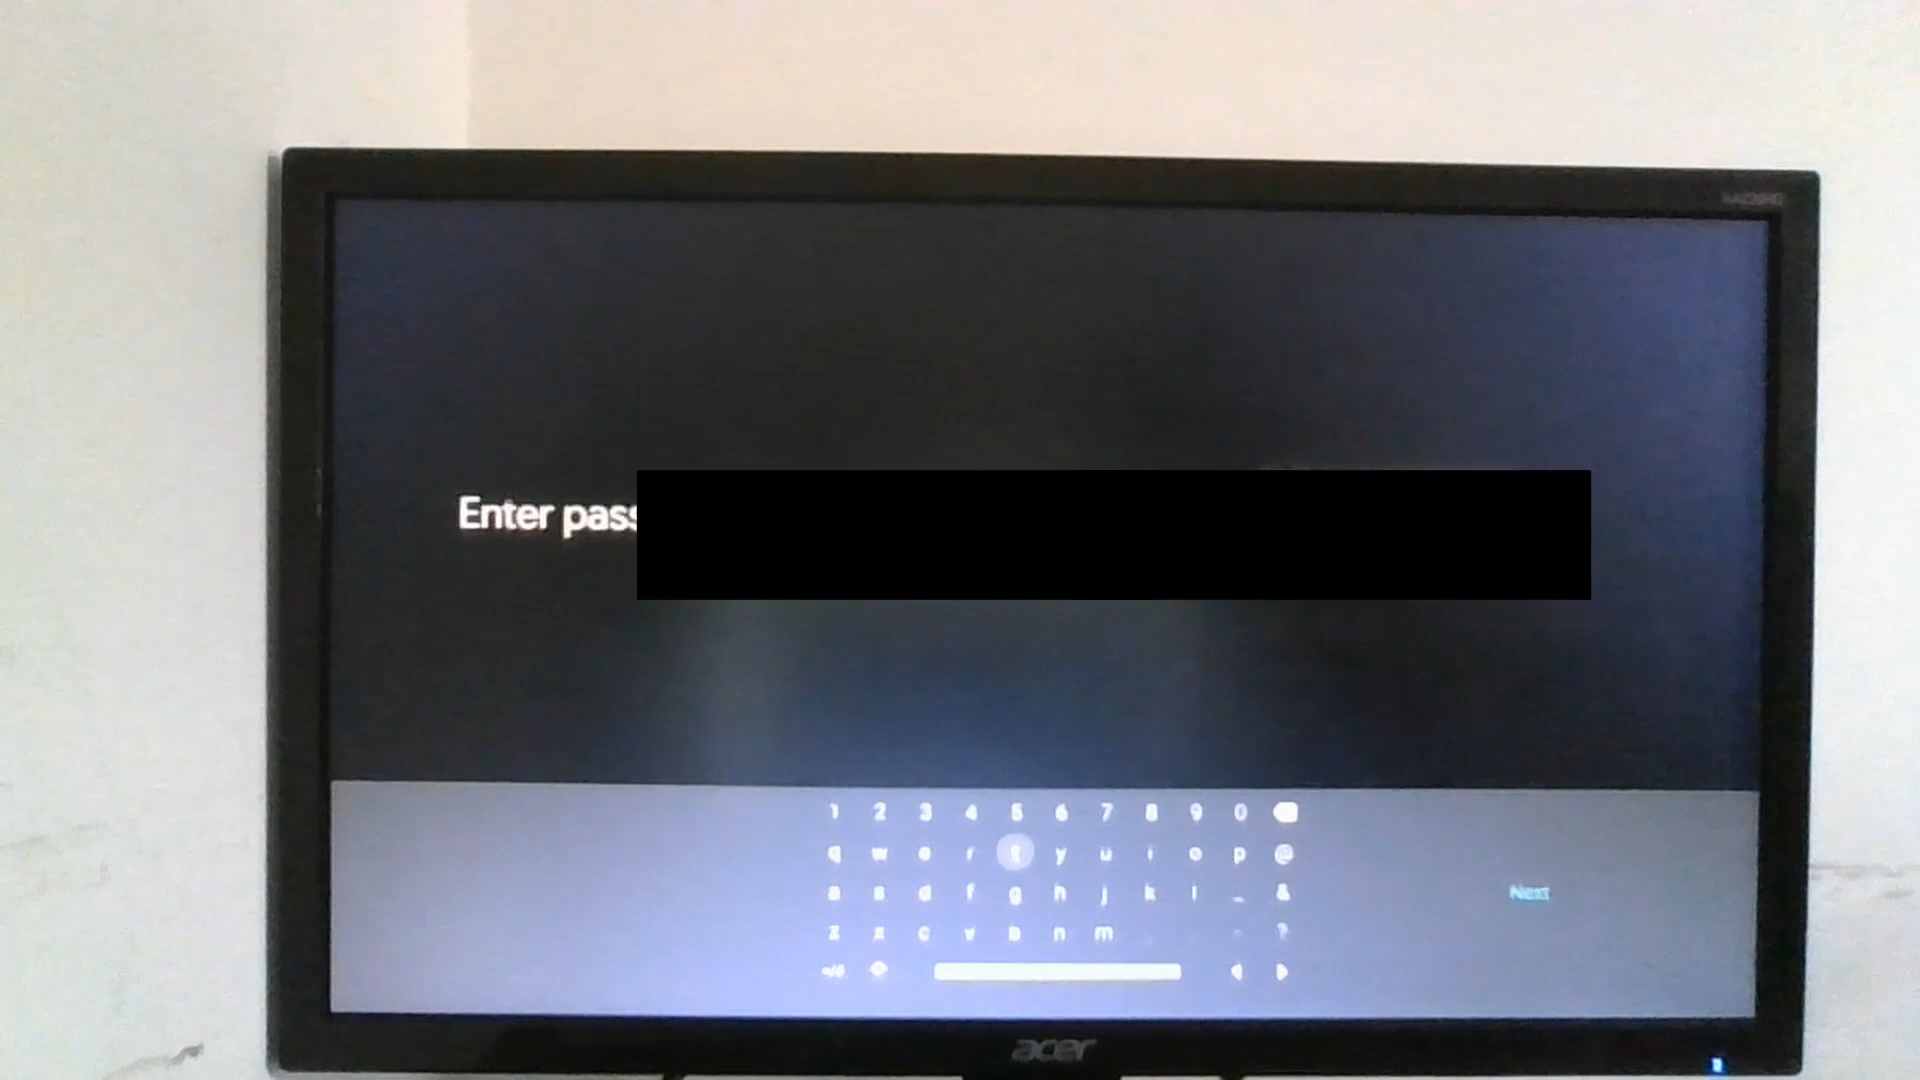 Enter pass
1 2 3 4 5 6 7 8 9 0
q w e r t y u i o p @
a s d f g h j k l _ &
z x c v b n m - ?
Next
acer